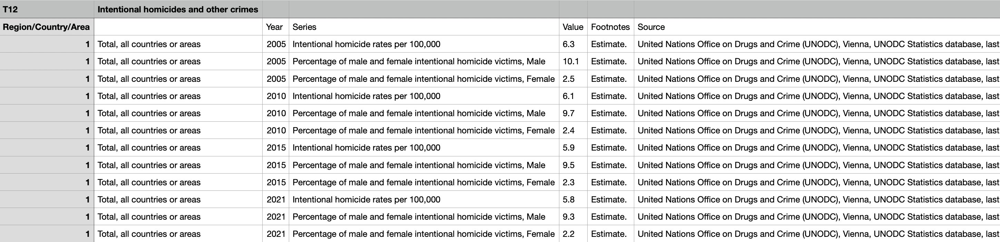 T12 Intentional homicides and other crimes
Region/Country/Area Year Series Value Footnotes Source
1 Total, all countries or areas 2005 Intentional homicide rates per 100,000 6.3 Estimate. United Nations Office on Drugs and Crime (UNODC), Vienna, UNODC Statistics database, last
1 Total, all countries or areas 2005 Percentage of male and female intentional homicide victims, Male 10.1 Estimate. United Nations Office on Drugs and Crime (UNODC), Vienna, UNODC Statistics database, last
1 Total, all countries or areas 2005 Percentage of male and female intentional homicide victims, Female 2.5 Estimate. United Nations Office on Drugs and Crime (UNODC), Vienna, UNODC Statistics database, last
1 Total, all countries or areas 2010 Intentional homicide rates per 100,000 6.1 Estimate. United Nations Office on Drugs and Crime (UNODC), Vienna, UNODC Statistics database, last
1 Total, all countries or areas 2010 Percentage of male and female intentional homicide victims, Male 9.7 Estimate. United Nations Office on Drugs and Crime (UNODC), Vienna, UNODC Statistics database, last
1 Total, all countries or areas 2010 Percentage of male and female intentional homicide victims, Female 2.4 Estimate. United Nations Office on Drugs and Crime (UNODC), Vienna, UNODC Statistics database, last
1 Total, all countries or areas 2015 Intentional homicide rates per 100,000 5.9 Estimate. United Nations Office on Drugs and Crime (UNODC), Vienna, UNODC Statistics database, last
1 Total, all countries or areas 2015 Percentage of male and female intentional homicide victims, Male 9.5 Estimate. United Nations Office on Drugs and Crime (UNODC), Vienna, UNODC Statistics database, last
1 Total, all countries or areas 2015 Percentage of male and female intentional homicide victims, Female 2.3 Estimate. United Nations Office on Drugs and Crime (UNODC), Vienna, UNODC Statistics database, last
1 Total, all countries or areas 2021 Intentional homicide rates per 100,000 5.8 Estimate. United Nations Office on Drugs and Crime (UNODC), Vienna, UNODC Statistics database, last
1 Total, all countries or areas 2021 Percentage of male and female intentional homicide victims, Male 9.3 Estimate. United Nations Office on Drugs and Crime (UNODC), Vienna, UNODC Statistics database, last
1 Total, all countries or areas 2021 Percentage of male and female intentional homicide victims, Female 2.2 Estimate. United Nations Office on Drugs and Crime (UNODC), Vienna, UNODC Statistics database, last